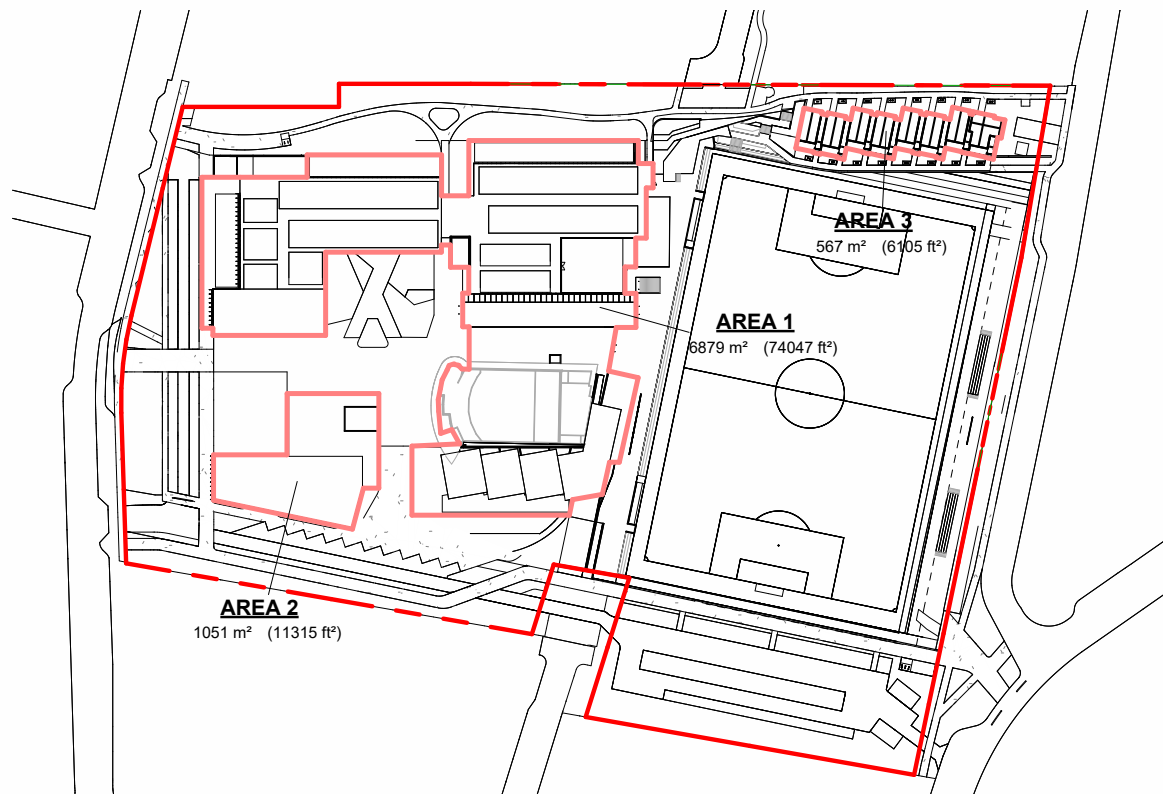 AREA 3
567 m² (6105 ft²)
AREA 1
6879 m² (74047 ft²)
AREA 2
1051 m² (11315 ft²)